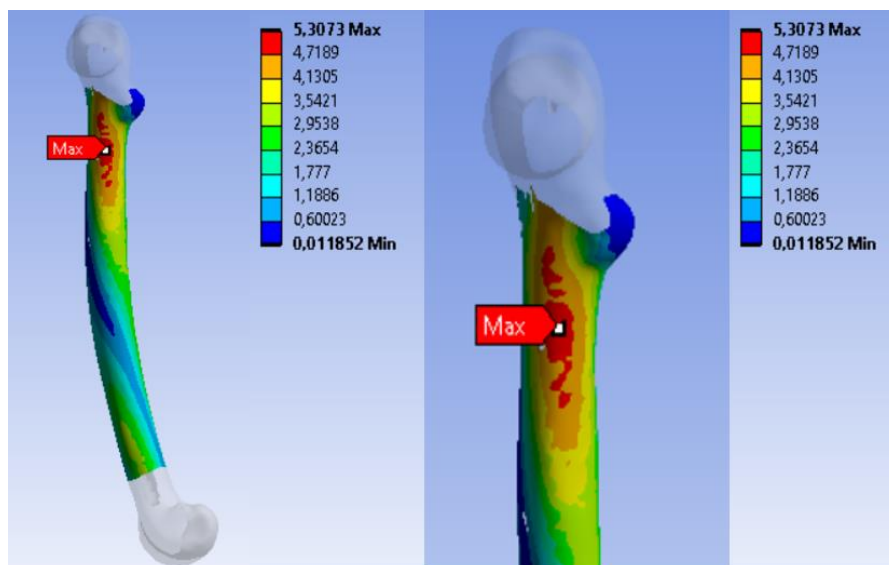 5,3073 Max
4,7189
4,1305
3,5421
2,9538
2,3654
1,777
1,1886
0,60023
0,011852 Min
Max
5,3073 Max
4,7189
4,1305
3,5421
2,9538
2,3654
1,777
1,1886
0,60023
0,011852 Min
Max